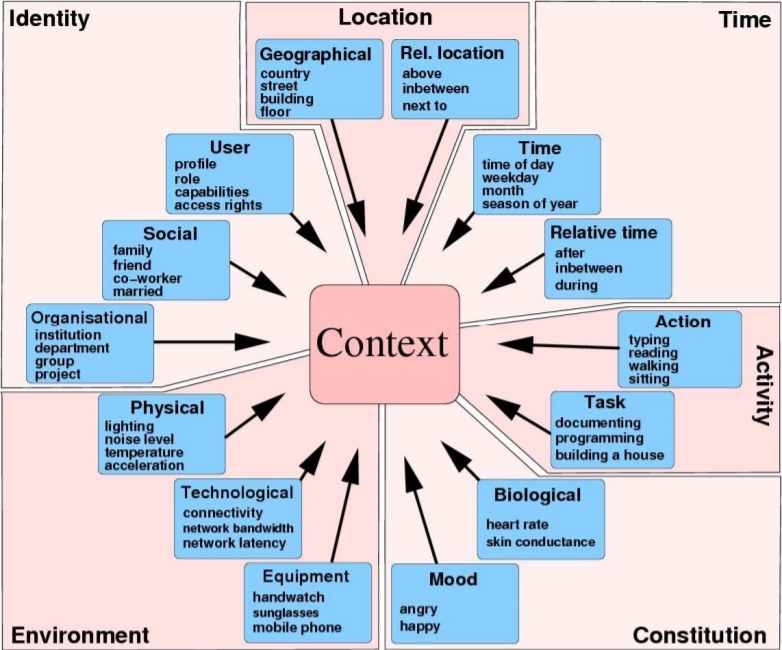 Identity
Location
Time
Geographical
country
street
building
floor
Rel. location
above
inbetween
next to
User
profile
role
capabilities
access rights
Time
time of day
weekday
month
season of year
Social
family
friend
co–worker
married
Relative time
after
inbetween
during
Organisational
institution
department
group
project
Context
Action
typing
reading
walking
sitting
Activity
Physical
lighting
noise level
temperature
acceleration
Task
documenting
programming
building a house
Technological
connectivity
network bandwidth
network latency
Biological
heart rate
skin conductance
Equipment
handwatch
sunglasses
mobile phone
Mood
angry
happy
Environment
Constitution